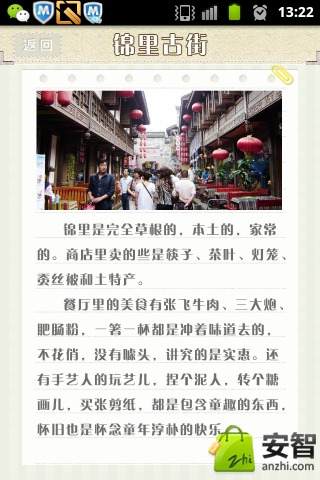 13:22
返回
锦里古街
锦里是完全草根的，本土的，家常
的。商店里卖的些是筷子、茶叶、灯笼、
蚕丝被和土特产。
餐厅里的美食有张飞牛肉、三大炮、
肥肠粉，一箸一杯都是冲着味道去的，
不花俏，没有噱头，讲究的是实惠。还
有手艺人的玩艺儿，捏个泥人，转个糖
画儿，买张剪纸，都是包含童趣的东西，
怀旧也是怀念童年淳朴的快乐
安智
zhi
anzhi.com